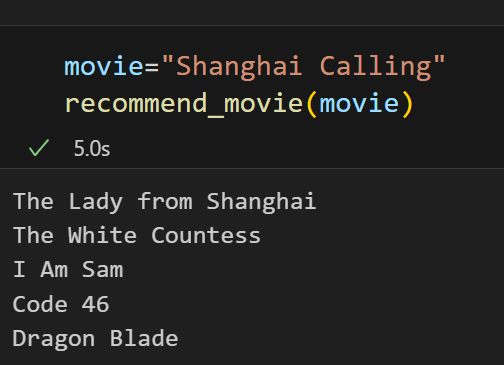 movie="Shanghai Calling"
recommend_movie(movie)
5.0s
The Lady from Shanghai
The White Countess
I Am Sam
Code 46
Dragon Blade